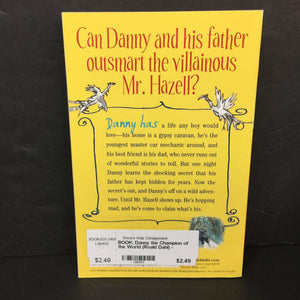 Can Danny and his father
outsmart the villainous
Mr. Hazell?
Danny has a life any boy would
love—his home is a gypsy caravan, he's the
youngest master car mechanic around, and
his best friend is his dad, who never runs out
of wonderful stories to tell. But one night
Danny learns the shocking secret that his
father has kept hidden for years. Now the
secret's out, and Danny's off on a wild adven-
ture. Until Mr. Hazell shows up. He's hopping
mad, and he's come to claim what's his.
Kids Consignment
BOOK: Danny the Champion of
the World (Roald Dahl) -
$2.49
$2.49